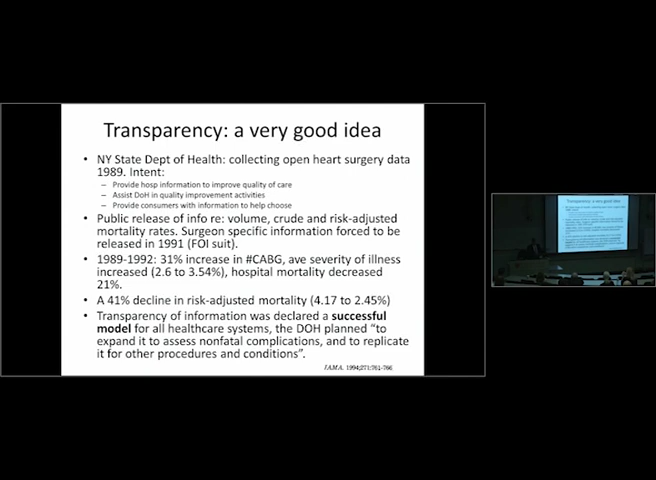 Transparency: a very good idea
• NY State Dept of Health: collecting open heart surgery data
1989. Intent:
– Provide hosp information to improve quality of care
– Assist DoH in quality improvement activities
– Provide consumers with information to help choose
• Public release of info re: volume, crude and risk-adjusted
mortality rates. Surgeon specific information forced to be
released in 1991 (FOI suit).
• 1989-1992: 31% increase in #CABG, ave severity of illness
increased (2.6 to 3.54%), hospital mortality decreased
21%.
• A 41% decline in risk-adjusted mortality (4.17 to 2.45%)
• Transparency of information was declared a successful
model for all healthcare systems, the DOH planned “to
expand it to assess nonfatal complications, and to replicate
it for other procedures and conditions”.
JAMA. 1994;271:761-766
Transparency: a very good idea